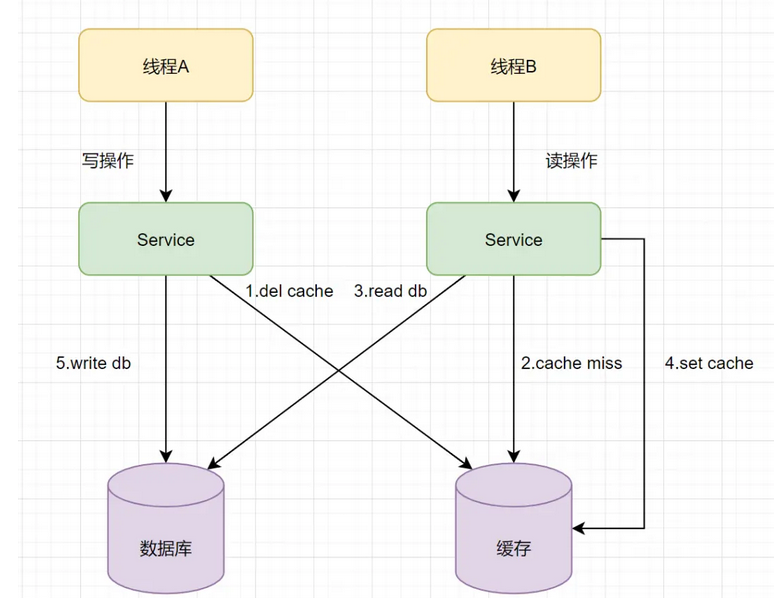 线程A
线程B
写操作
读操作
Service
Service
1.del cache
3.read db
5.write db
2.cache miss
4.set cache
数据库
缓存